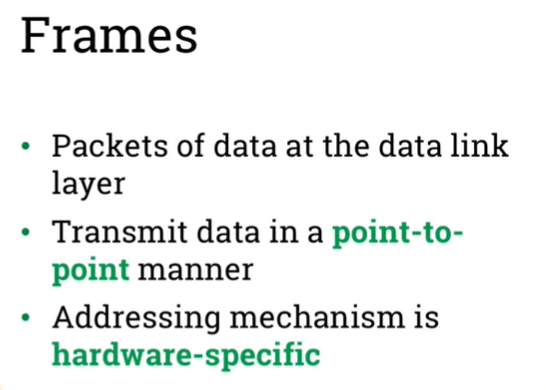 Frames
• Packets of data at the data link
layer
• Transmit data in a point-to-
point manner
• Addressing mechanism is
hardware-specific